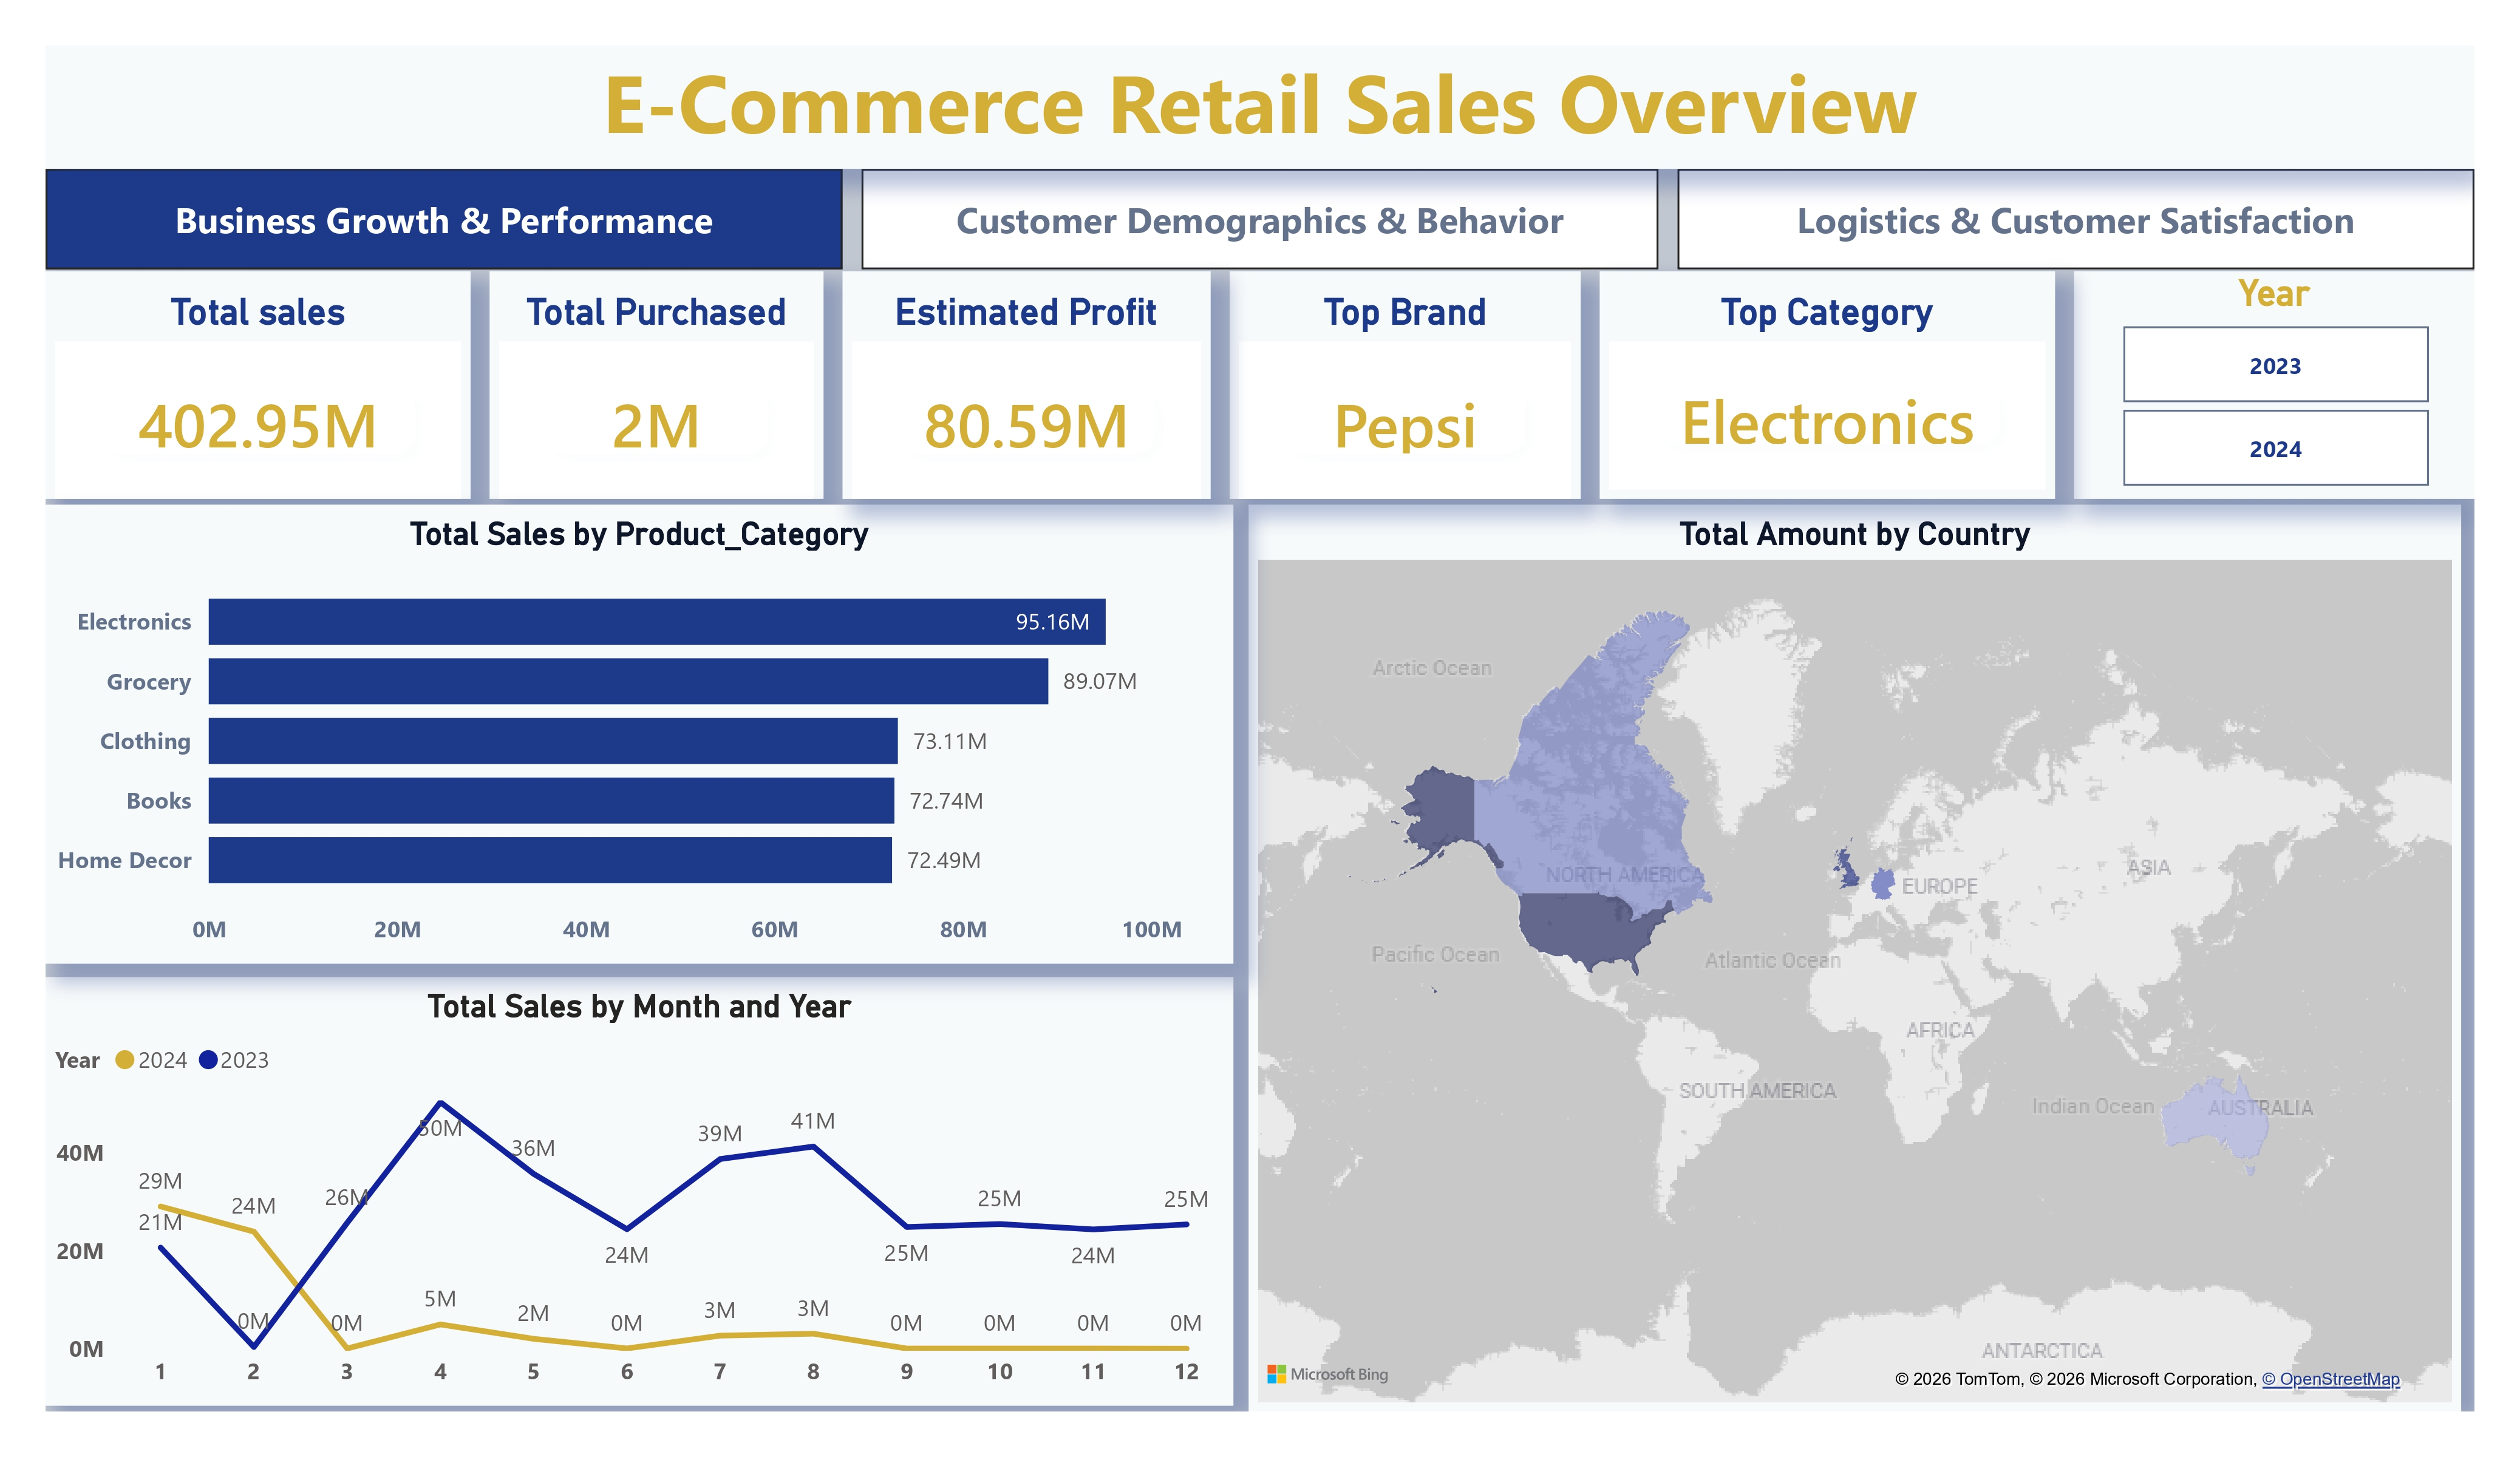 E-Commerce Retail Sales Overview
Business Growth & Performance
Customer Demographics & Behavior
Logistics & Customer Satisfaction
Total sales
402.95M
Total Purchased
2M
Estimated Profit
80.59M
Top Brand
Pepsi
Top Category
Electronics
Year
2023
2024
Total Sales by Product_Category
Electronics 95.16M
Grocery 89.07M
Clothing 73.11M
Books 72.74M
Home Decor 72.49M
0M 20M 40M 60M 80M 100M
Total Sales by Month and Year
Year 2024 2023
40M
20M
0M
29M 24M 0M 5M 2M 0M 3M 3M 0M 0M 0M 0M
21M 0M 26M 50M 36M 24M 39M 41M 25M 25M 24M 25M
1 2 3 4 5 6 7 8 9 10 11 12
Total Amount by Country
Arctic Ocean
NORTH AMERICA
EUROPE
ASIA
Pacific Ocean
Atlantic Ocean
AFRICA
SOUTH AMERICA
Indian Ocean
AUSTRALIA
ANTARCTICA
Microsoft Bing
© 2026 TomTom, © 2026 Microsoft Corporation, © OpenStreetMap